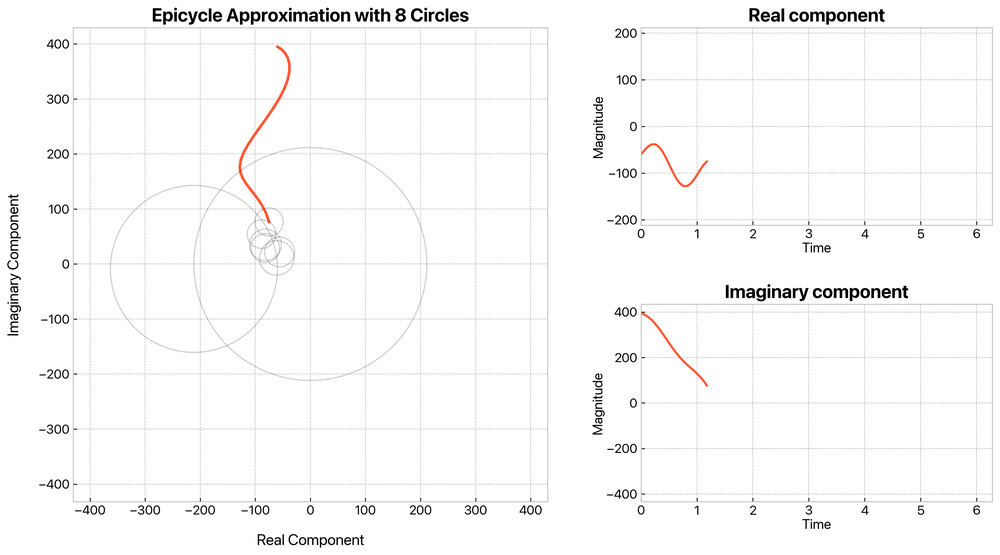 Epicycle Approximation with 8 Circles
400
300
200
100
0
−100
−200
−300
−400
−400 −300 −200 −100 0 100 200 300 400
Imaginary Component
Real Component
Real component
200
100
0
−100
−200
0 1 2 3 4 5 6
Magnitude
Time
Imaginary component
400
200
0
−200
−400
0 1 2 3 4 5 6
Magnitude
Time